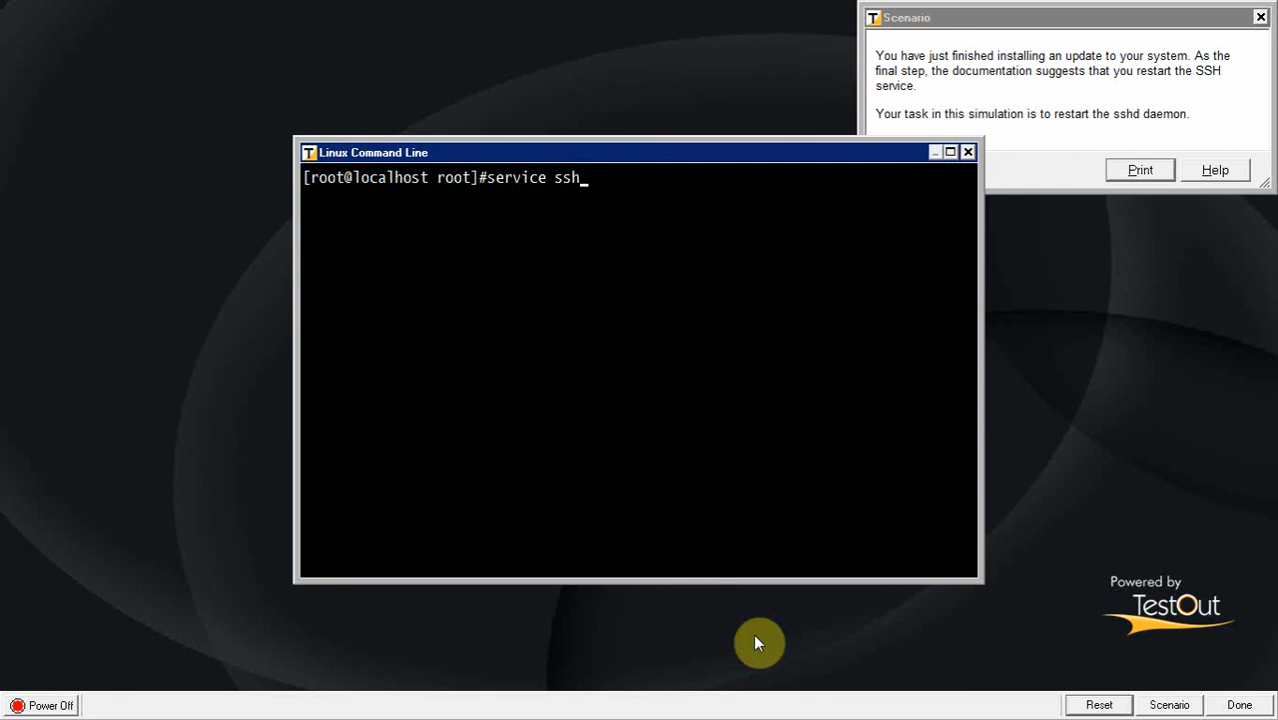 Scenario
You have just finished installing an update to your system. As the
final step, the documentation suggests that you restart the SSH
service.
Your task in this simulation is to restart the sshd daemon.
Print
Help
Linux Command Line
[root@localhost root]#service ssh_
Powered by
TestOut
Power Off
Reset
Scenario
Done